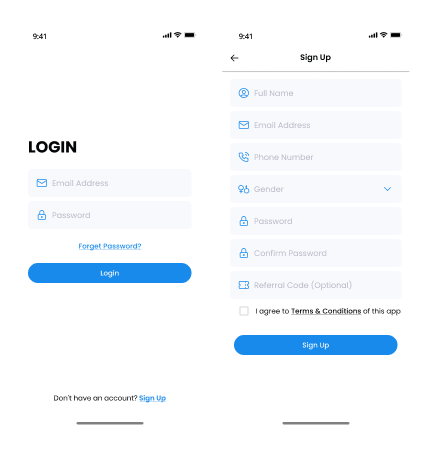 9:41
LOGIN
Email Address
Password
Forget Password?
Login
Don't have an account? Sign Up
9:41
Sign Up
Full Name
Email Address
Phone Number
Gender
Password
Confirm Password
Referral Code (Optional)
I agree to Terms & Conditions of this app
Sign Up